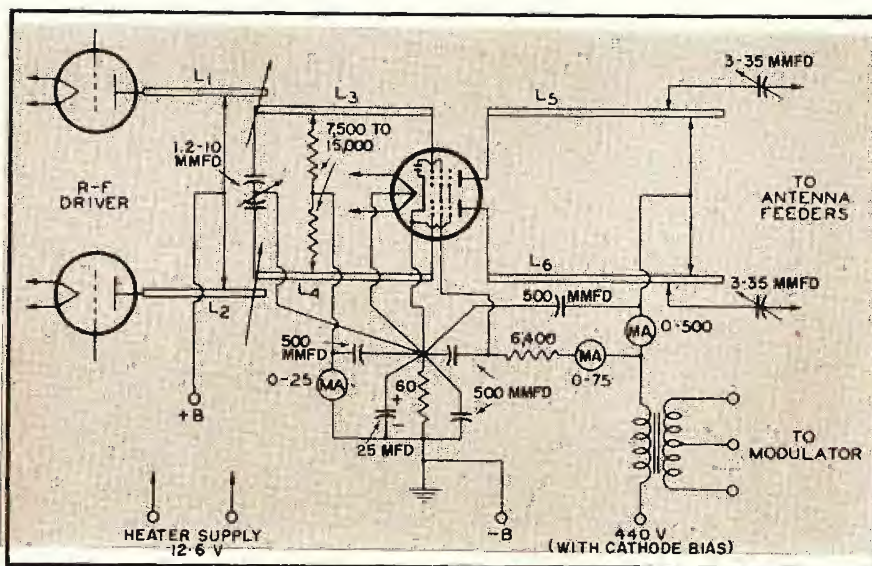 L1
L3
L5
3-35 MMFD
7,500 TO
15,000
1.2-10
MMFD
R-F
DRIVER
TO
ANTENNA
FEEDERS
L4
L6
L2
500
MMFD
3-35 MMFD
500
MMFD
6,400
MA
0-500
0-25
MA
60
+
-
500 MMFD
MA
0-75
+B
25 MFD
TO
MODULATOR
HEATER SUPPLY
12.6 V
-B
440 V
(WITH CATHODE BIAS)